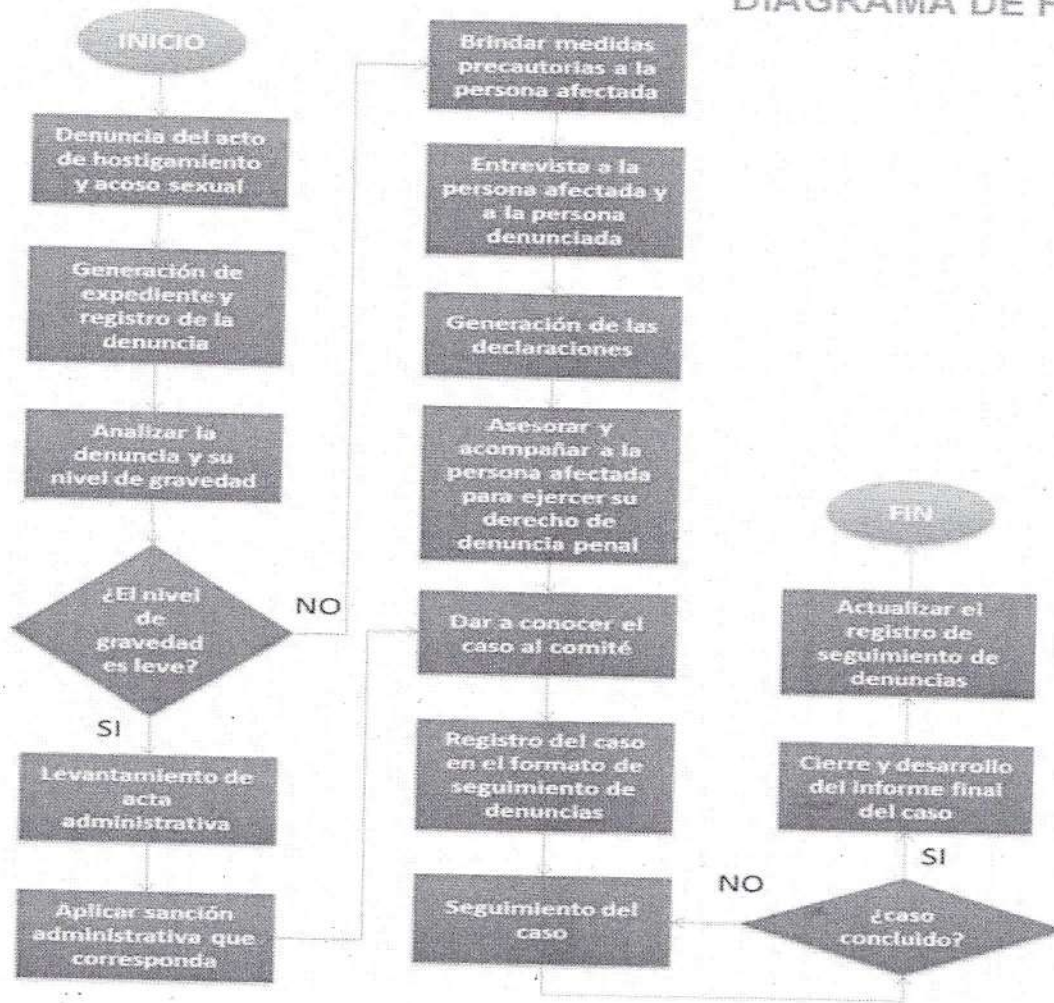 DIAGRAMA DE
INICIO
Denuncia del acto
de hostigamiento
y acoso sexual
Generación de
expediente y
registro de la
denuncia
Analizar la
denuncia y su
nivel de gravedad
¿El nivel
de
gravedad
es leve?
NO
SI
Levantamiento de
acta
administrativa
Aplicar sanción
administrativa que
corresponda
Brindar medidas
precautorias a la
persona afectada
Entrevista a la
persona afectada y
a la persona
denunciada
Generación de las
declaraciones
Asesorar y
acompañar a la
persona afectada
para ejercer su
derecho de
denuncia penal
Dar a conocer el
caso al comité
Registro del caso
en el formato de
seguimiento de
denuncias
Seguimiento del
caso
NO
¿caso
concluido?
SI
Cierre y desarrollo
del informe final
del caso
Actualizar el
registro de
seguimiento de
denuncias
FIN